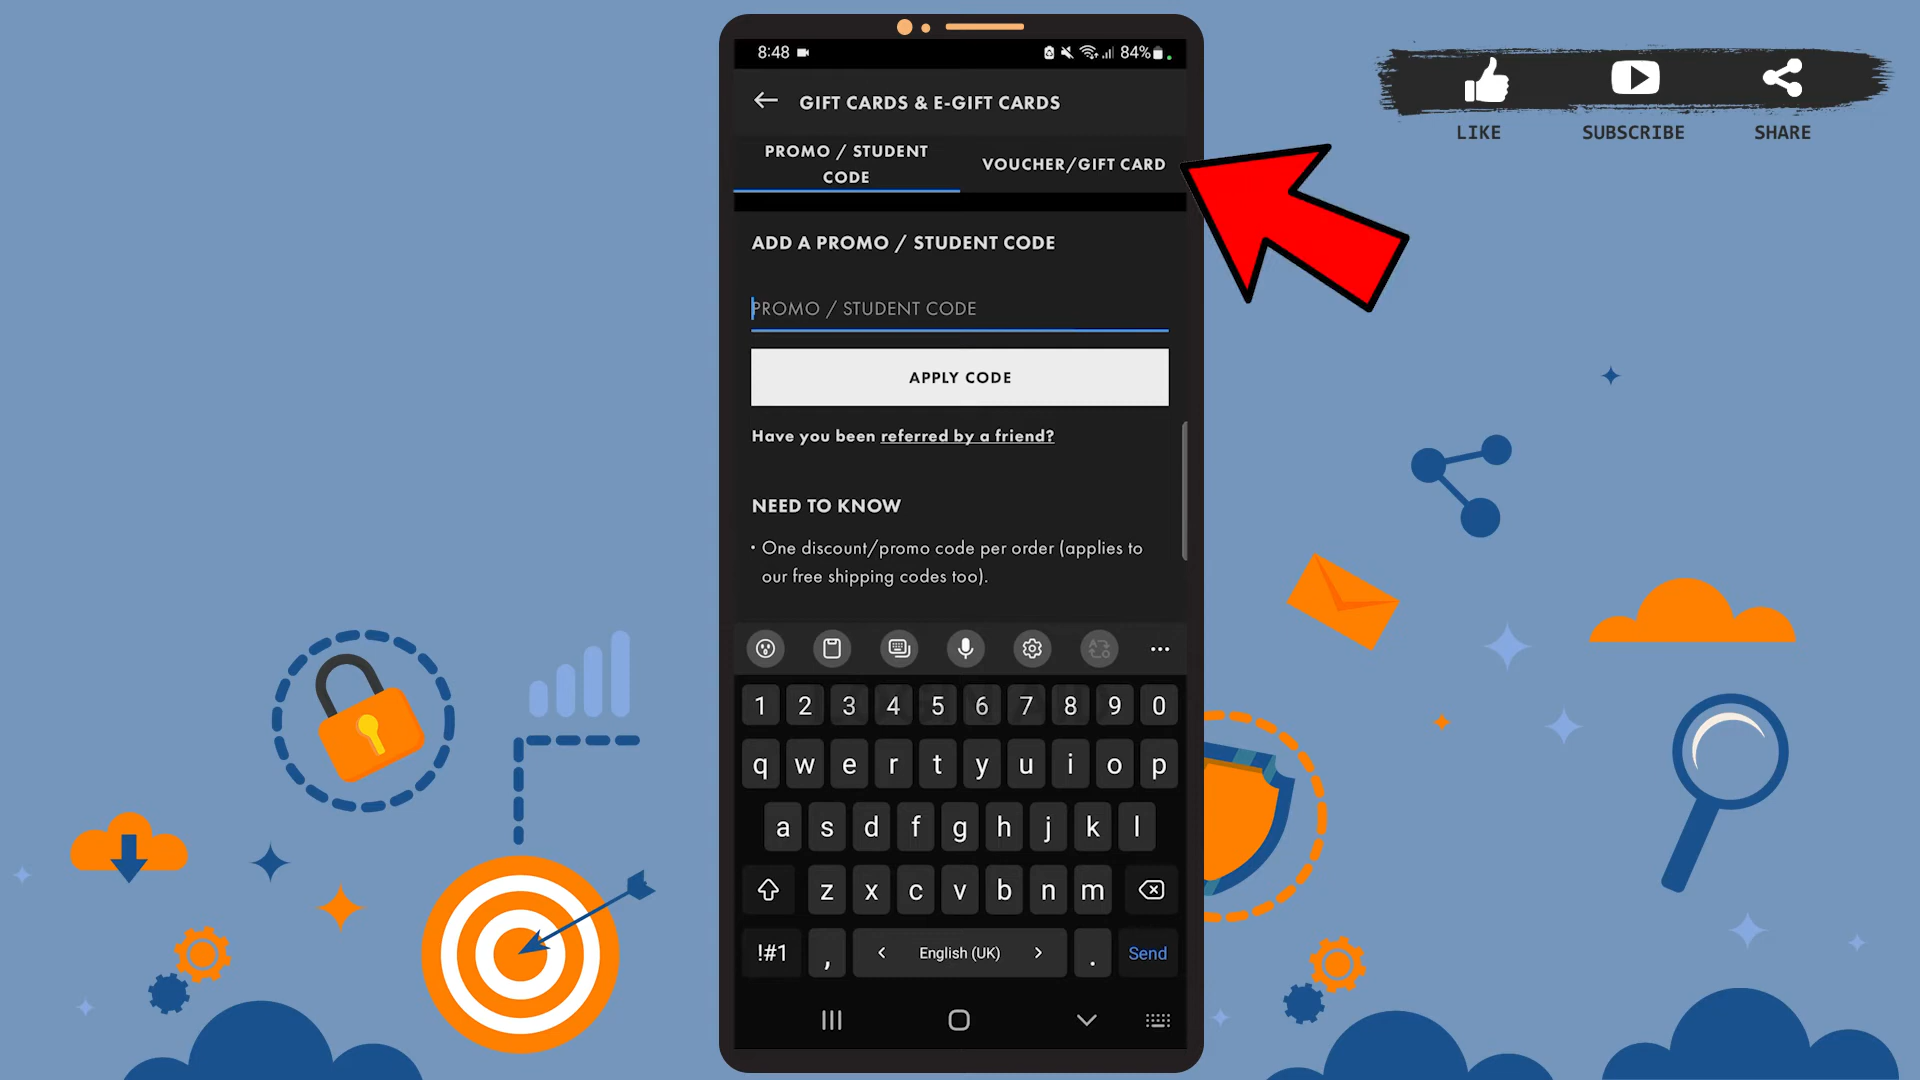 8:48
84%
GIFT CARDS & E-GIFT CARDS
PROMO / STUDENT
CODE
VOUCHER/GIFT CARD
ADD A PROMO / STUDENT CODE
PROMO / STUDENT CODE
APPLY CODE
Have you been referred by a friend?
NEED TO KNOW
• One discount/promo code per order (applies to
our free shipping codes too).
1 2 3 4 5 6 7 8 9 0
q w e r t y u i o p
a s d f g h j k l
z x c v b n m
!#1 , < English (UK) > . Send
LIKE SUBSCRIBE SHARE